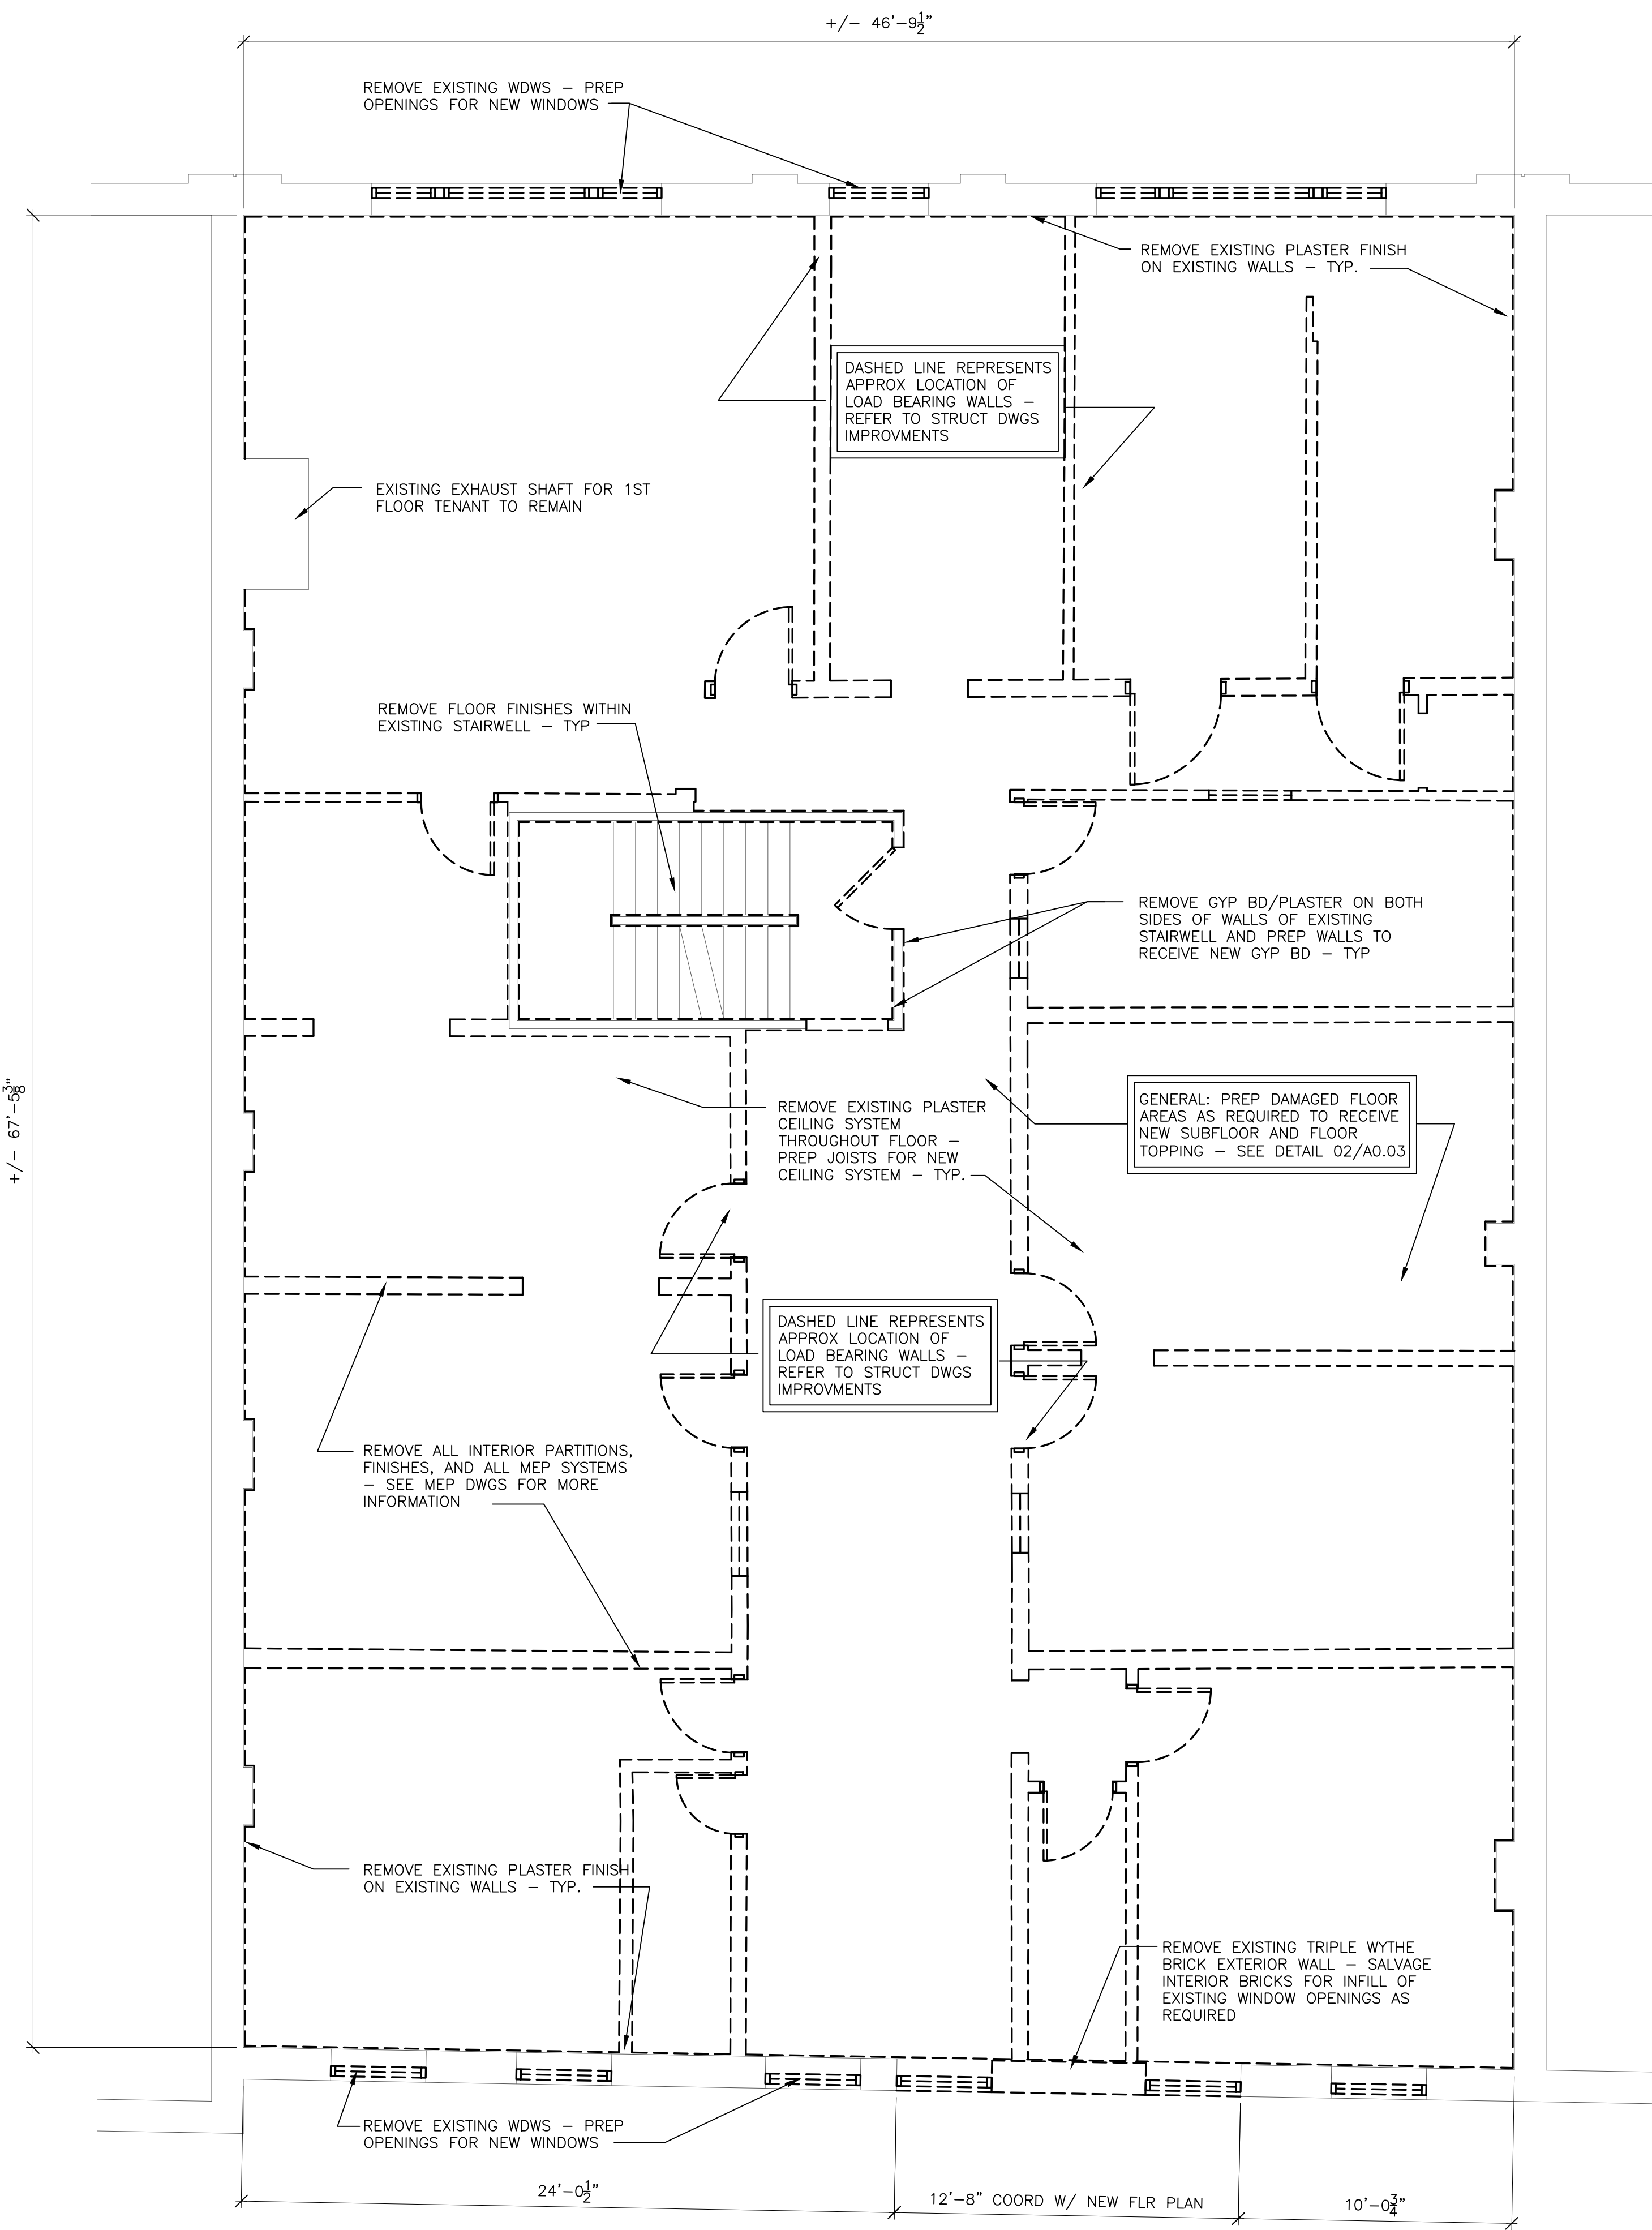 +/- 46'-9 1/2"
REMOVE EXISTING WDWS – PREP
OPENINGS FOR NEW WINDOWS
REMOVE EXISTING PLASTER FINISH
ON EXISTING WALLS – TYP.
DASHED LINE REPRESENTS
APPROX LOCATION OF
LOAD BEARING WALLS –
REFER TO STRUCT DWGS
IMPROVMENTS
EXISTING EXHAUST SHAFT FOR 1ST
FLOOR TENANT TO REMAIN
REMOVE FLOOR FINISHES WITHIN
EXISTING STAIRWELL – TYP
REMOVE GYP BD/PLASTER ON BOTH
SIDES OF WALLS OF EXISTING
STAIRWELL AND PREP WALLS TO
RECEIVE NEW GYP BD – TYP
+/- 67'-5 3/8"
REMOVE EXISTING PLASTER
CEILING SYSTEM
THROUGHOUT FLOOR –
PREP JOISTS FOR NEW
CEILING SYSTEM – TYP.
GENERAL: PREP DAMAGED FLOOR
AREAS AS REQUIRED TO RECEIVE
NEW SUBFLOOR AND FLOOR
TOPPING – SEE DETAIL 02/A0.03
DASHED LINE REPRESENTS
APPROX LOCATION OF
LOAD BEARING WALLS –
REFER TO STRUCT DWGS
IMPROVMENTS
REMOVE ALL INTERIOR PARTITIONS,
FINISHES, AND ALL MEP SYSTEMS
– SEE MEP DWGS FOR MORE
INFORMATION
REMOVE EXISTING PLASTER FINISH
ON EXISTING WALLS – TYP.
REMOVE EXISTING TRIPLE WYTHE
BRICK EXTERIOR WALL – SALVAGE
INTERIOR BRICKS FOR INFILL OF
EXISTING WINDOW OPENINGS AS
REQUIRED
REMOVE EXISTING WDWS – PREP
OPENINGS FOR NEW WINDOWS
24'-0 1/2"
12'-8" COORD W/ NEW FLR PLAN
10'-0 3/4"